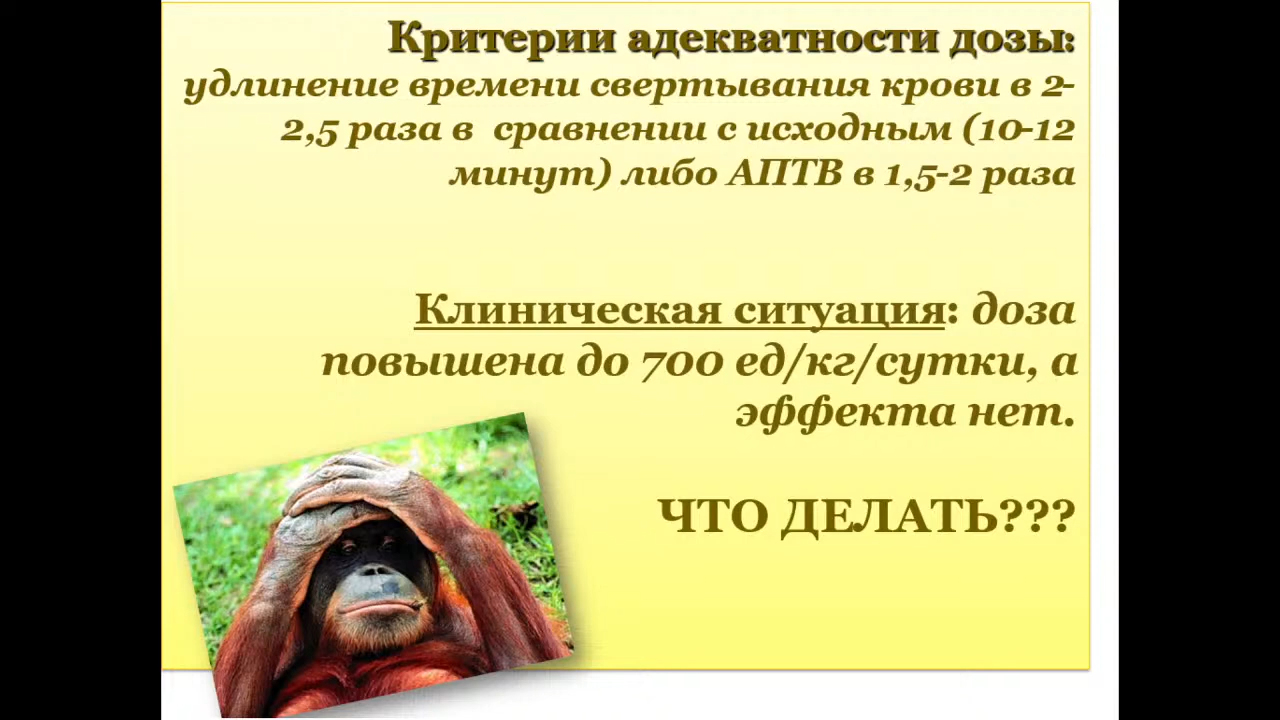 Критерии адекватности дозы:
удлинение времени свертывания крови в 2-
2,5 раза в сравнении с исходным (10-12
минут) либо АПТВ в 1,5-2 раза
Клиническая ситуация: доза
повышена до 700 ед/кг/сутки, а
эффекта нет.
ЧТО ДЕЛАТЬ???